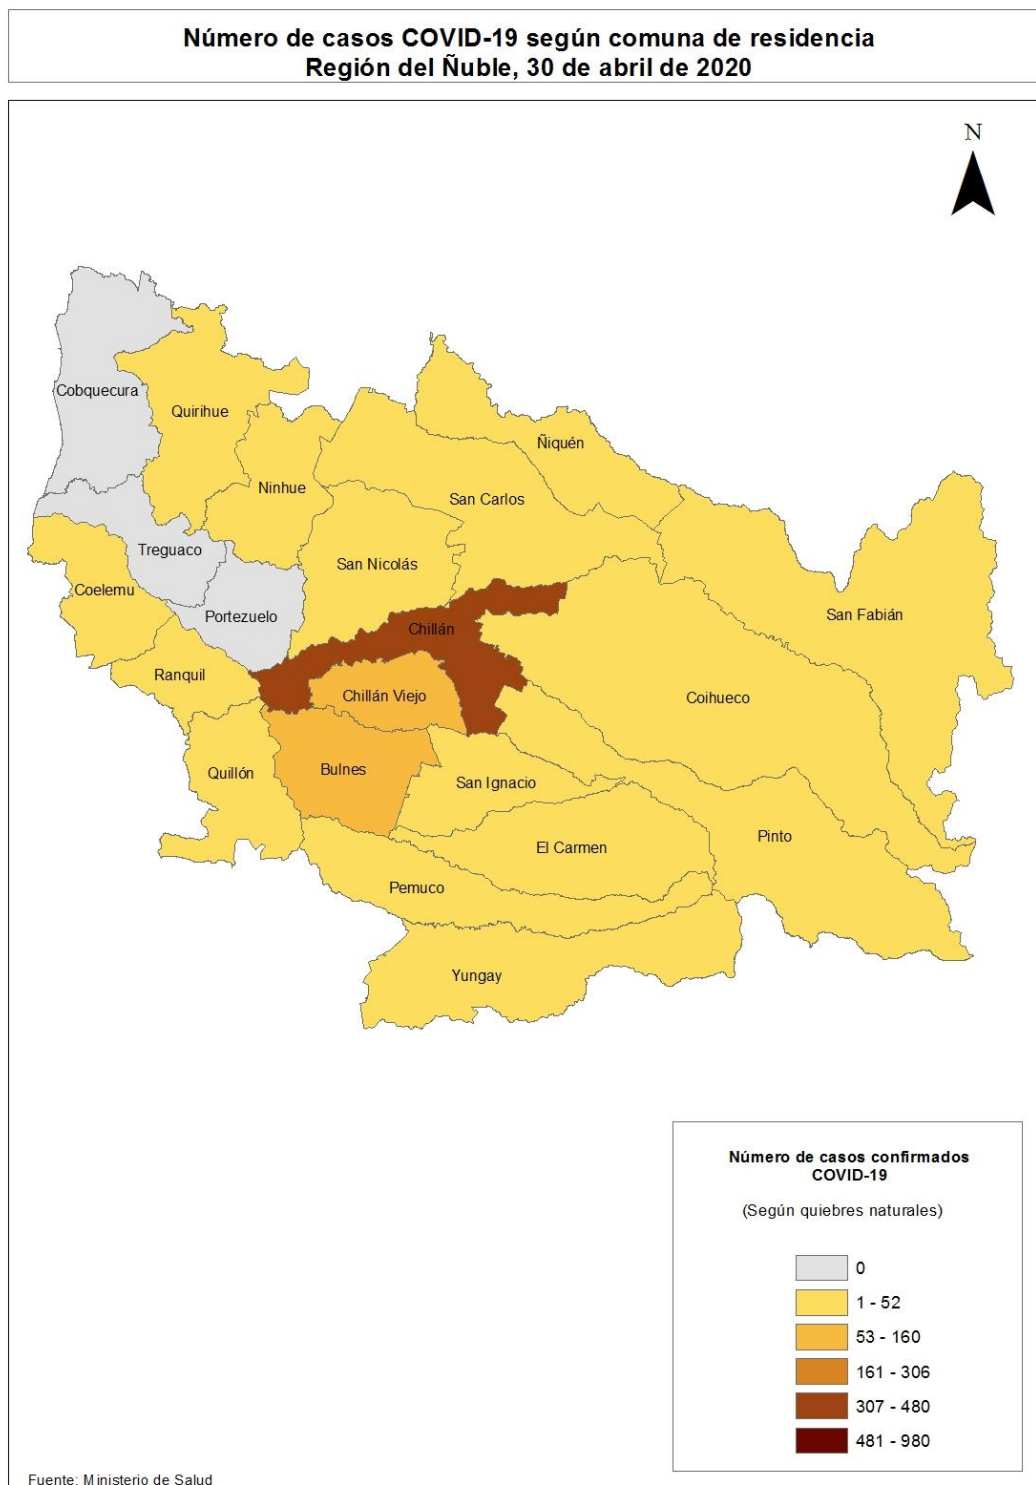 Número de casos COVID-19 según comuna de residencia
Región del Ñuble, 30 de abril de 2020
N
Cobquecura
Quirihue
Ñiquén
Ninhue
San Carlos
Treguaco
San Nicolás
Coelemu
Portezuelo
San Fabián
Chillán
Ranquil
Chillán Viejo
Coihueco
Quillón
Bulnes
San Ignacio
Pinto
El Carmen
Pemuco
Yungay
Número de casos confirmados
COVID-19
(Según quiebres naturales)
0
1 - 52
53 - 160
161 - 306
307 - 480
481 - 980
Fuente: Ministerio de Salud